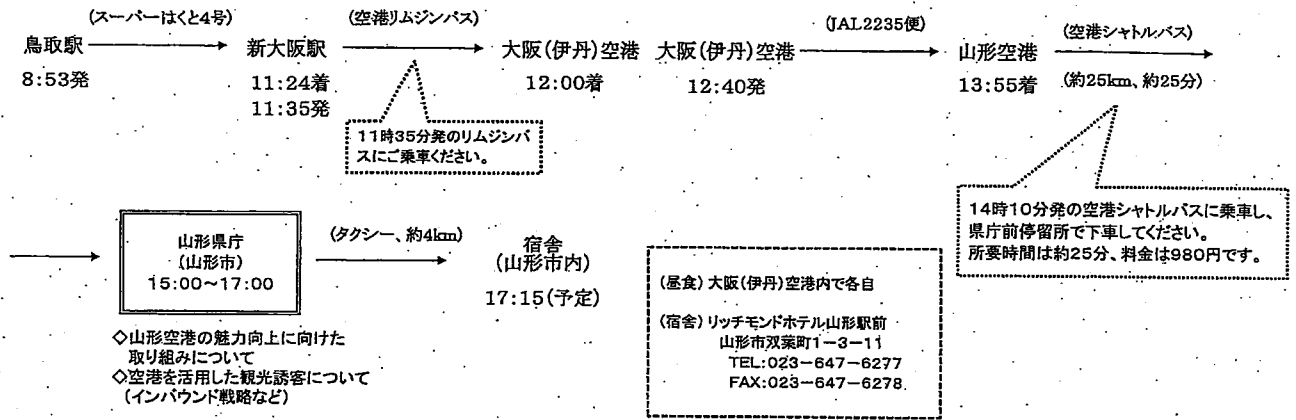 (スーパーはくと4号)
(空港リムジンバス)
(JAL2235便)
(空港シャトルバス)
鳥取駅
新大阪駅
大阪(伊丹)空港
大阪(伊丹)空港
山形空港
8:53発
11:24着
11:35発
12:00着
12:40発
13:55着
(約25km、約25分)
11時35分発のリムジンバ
スにご乗車ください。
14時10分発の空港シャトルバスに乗車し、
県庁前停留所で下車してください。
所要時間は約25分、料金は980円です。
山形県庁
(山形市)
15:00~17:00
(タクシー、約4km)
宿舎
(山形市内)
17:15(予定)
◇山形空港の魅力向上に向けた
取り組みについて
◇空港を活用した観光誘客について
(インバウンド戦略など)
(昼食)大阪(伊丹)空港内で各自
(宿舎)リッチモンドホテル山形駅前
山形市双葉町1-3-11
TEL:023-647-6277
FAX:023-647-6278